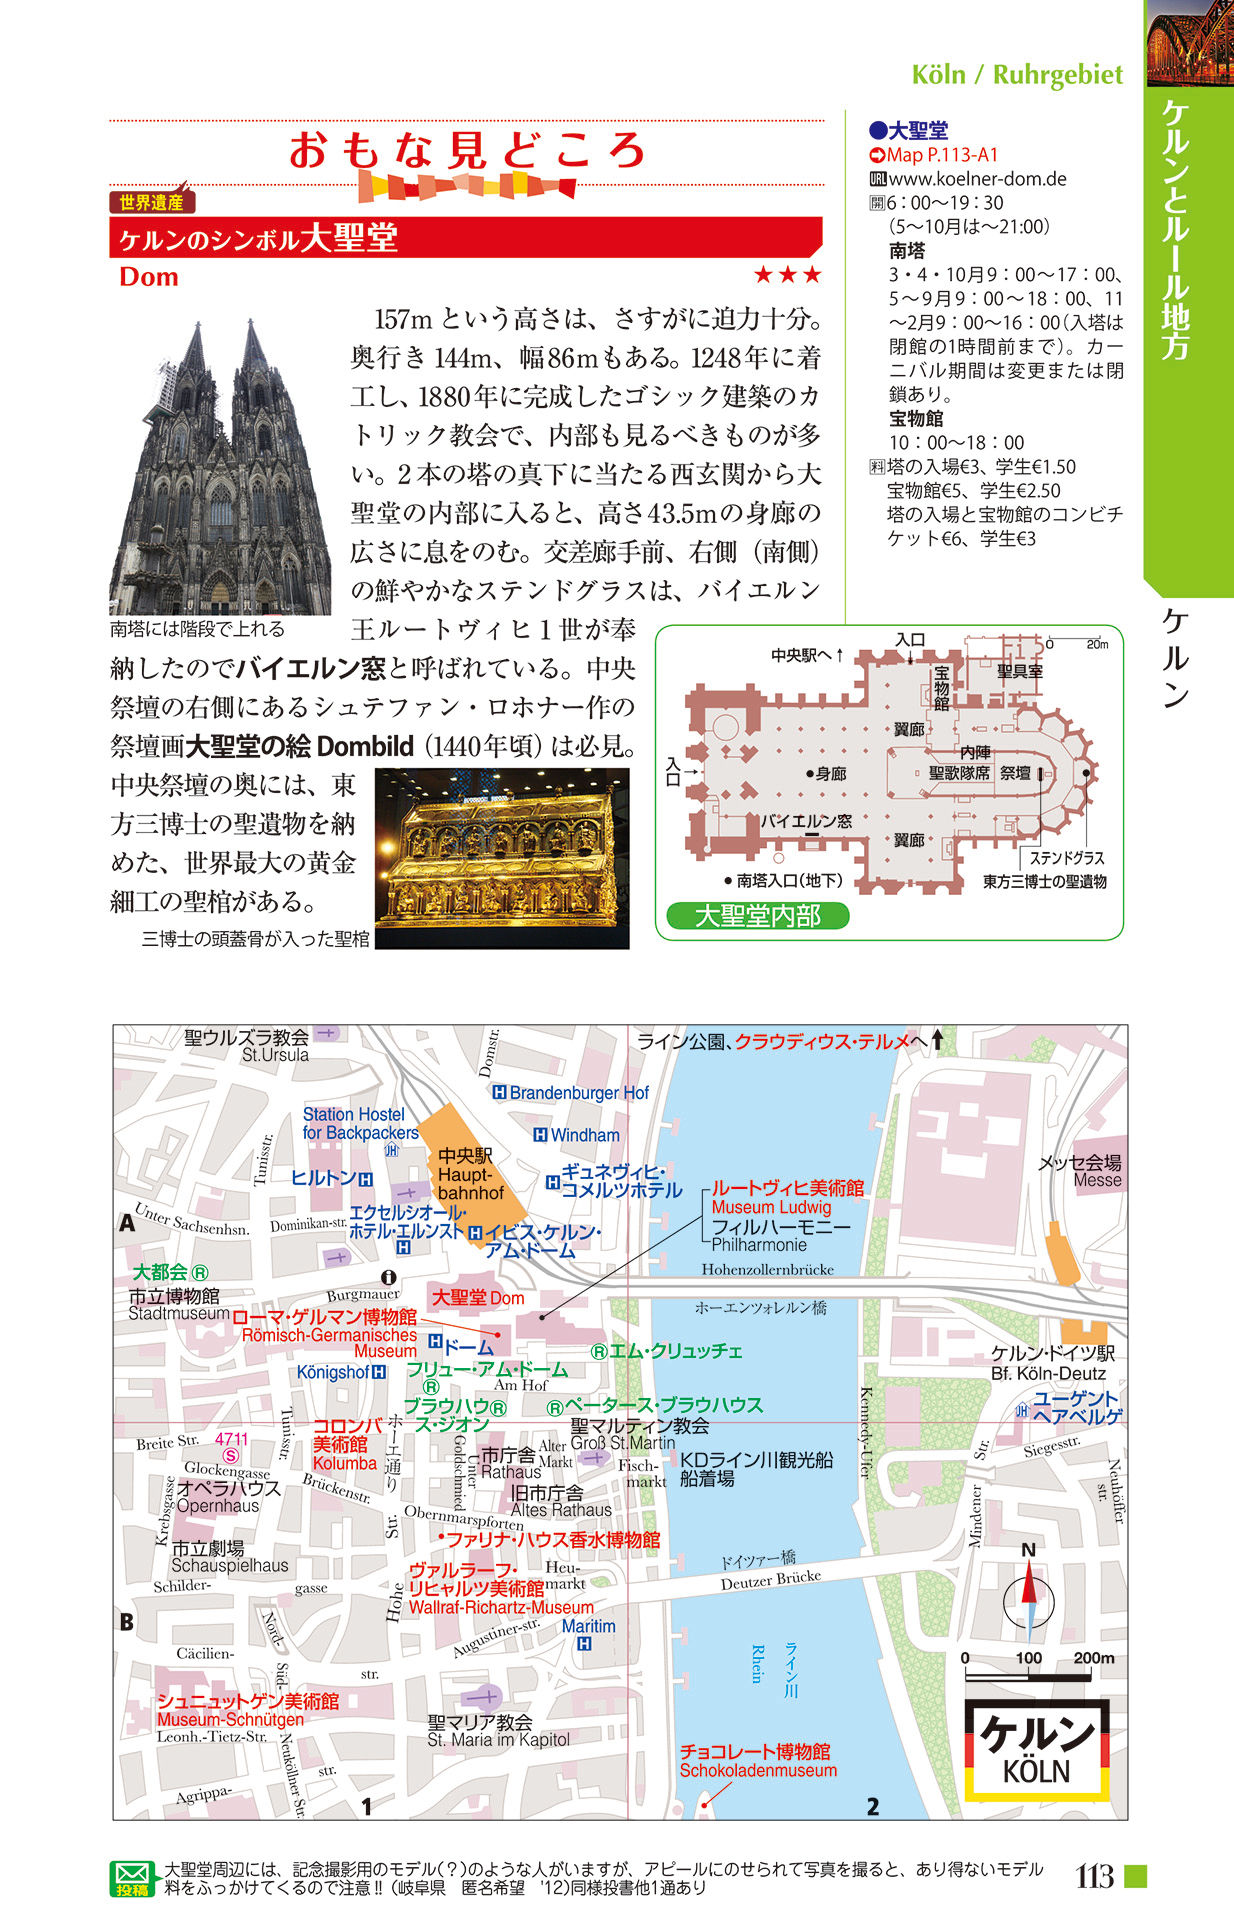 Köln / Ruhrgebiet
ケルンとルール地方
ケルン
おもな見どころ
世界遺産
ケルンのシンボル大聖堂
Dom
★★★
157mという高さは、さすがに迫力十分。
奥行き144m、幅86mもある。1248年に着
工し、1880年に完成したゴシック建築のカ
トリック教会で、内部も見るべきものが多
い。2本の塔の真下に当たる西玄関から大
聖堂の内部に入ると、高さ43.5mの身廊の
広さに息をのむ。交差廊手前、右側（南側）
の鮮やかなステンドグラスは、バイエルン
王ルートヴィヒ1世が奉
納したのでバイエルン窓と呼ばれている。中央
祭壇の右側にあるシュテファン・ロホナー作の
祭壇画大聖堂の絵 Dombild（1440年頃）は必見。
中央祭壇の奥には、東
方三博士の聖遺物を納
めた、世界最大の黄金
細工の聖棺がある。
南塔には階段で上れる
三博士の頭蓋骨が入った聖棺
●大聖堂
Map P.113-A1
URL www.koelner-dom.de
開 6：00～19：30
（5～10月は～21:00）
南塔
3・4・10月9：00～17：00、
5～9月9：00～18：00、11
～2月9：00～16：00（入塔は
閉館の1時間前まで）。カー
ニバル期間は変更または閉
鎖あり。
宝物館
10：00～18：00
料 塔の入場€3、学生€1.50
宝物館€5、学生€2.50
塔の入場と宝物館のコンビチ
ケット€6、学生€3
中央駅へ↑
入口
聖具室
0 20m
宝物館
翼廊
内陣
入口
●身廊
聖歌隊席
祭壇
バイエルン窓
翼廊
ステンドグラス
●南塔入口（地下）
東方三博士の聖遺物
大聖堂内部
聖ウルズラ教会
St.Ursula
Domstr.
ライン公園、クラウディウス・テルメへ
H Brandenburger Hof
Station Hostel
for Backpackers
JH
H Windham
Tunisstr.
中央駅
Haupt-
bahnhof
ヒルトン H
H ギュネヴィヒ・
コメルツホテル
メッセ会場
Messe
ルートヴィヒ美術館
Museum Ludwig
フィルハーモニー
Philharmonie
A
Unter Sachsenhsn.
Dominikan-str.
エクセルシオール・
ホテル・エルンスト
H
H イビス・ケルン・
アム・ドーム
大都会 R
市立博物館
Stadtmuseum
Burgmauer
大聖堂 Dom
Hohenzollernbrücke
ホーエンツォレルン橋
ローマ・ゲルマン博物館
Römisch-Germanisches
Museum
H ドーム
R エム・クリュッチェ
ケルン・ドイツ駅
Bf. Köln-Deutz
Königshof H
フリュー・アム・ドーム
R
Am Hof
JH ユーゲント
ヘアベルゲ
ブラウハウ R
ス・ジオン
R ペータース・ブラウハウス
聖マルティン教会
Groß St.Martin
Kennedy-Ufer
Breite Str.
4711
S
Tunisstr.
コロンバ
美術館
Kolumba
ホーエ通り
Unter
Goldschmied
市庁舎
Rathaus
Alter
Markt
Fisch-
markt
KDライン川観光船
船着場
Siegesstr.
Neuhöffer
str.
Glockengasse
オペラハウス
Opernhaus
Brückenstr.
旧市庁舎
Altes Rathaus
Krebsgasse
Obernmarspforten
Mindener Str.
ファリナ・ハウス香水博物館
市立劇場
Schauspielhaus
ヴァルラーフ・
リヒャルツ美術館
Wallraf-Richartz-Museum
Heu-
markt
ドイツァー橋
Deutzer Brücke
N
Schilder-
gasse
Hohe Str.
B
Maritim
H
Augustiner-str.
Nord-
Süd-
Cäcilien-
str.
ライン川
Rhein
0 100 200m
シュニュットゲン美術館
Museum-Schnütgen
Leonh.-Tietz-Str.
聖マリア教会
St. Maria im Kapitol
Neuköllner Str.
チョコレート博物館
Schokoladenmuseum
ケルン
KÖLN
Agrippa-
str.
1
2
投稿
大聖堂周辺には、記念撮影用のモデル（？）のような人がいますが、アピールにのせられて写真を撮ると、あり得ないモデル
料をふっかけてくるので注意!!（岐阜県　匿名希望　'12）同様投書他1通あり
113